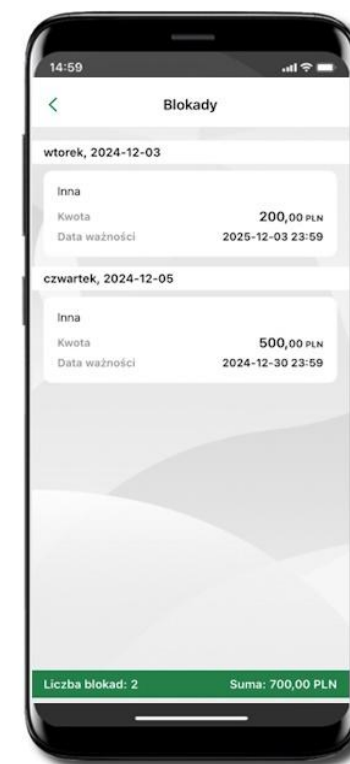 14:59
Blokady
wtorek, 2024-12-03
Inna
Kwota 200,00 PLN
Data ważności 2025-12-03 23:59
czwartek, 2024-12-05
Inna
Kwota 500,00 PLN
Data ważności 2024-12-30 23:59
Liczba blokad: 2 Suma: 700,00 PLN